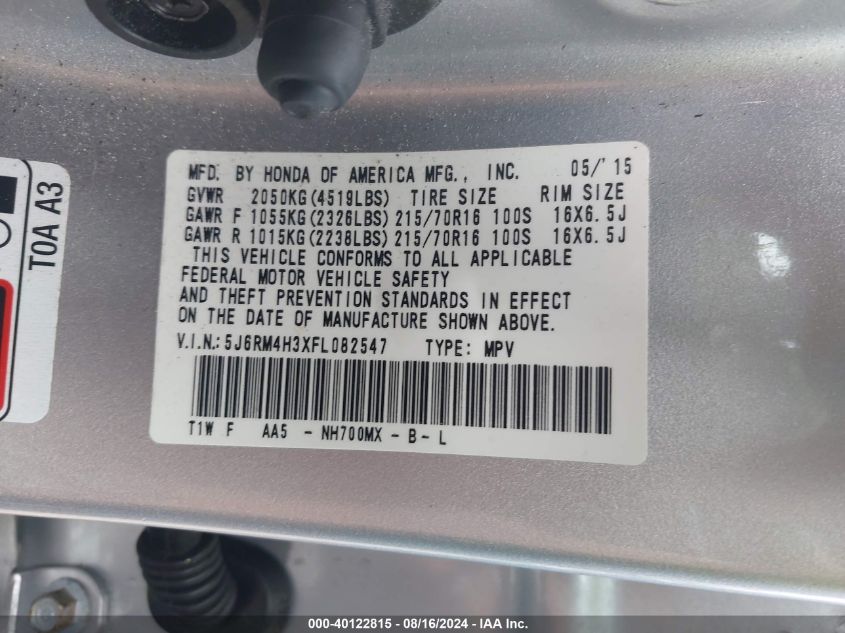 MFD. BY HONDA OF AMERICA MFG., INC. 05/'15
GVWR 2050KG(4519LBS) TIRE SIZE RIM SIZE
GAWR F 1055KG(2326LBS) 215/70R16 100S 16X6.5J
GAWR R 1015KG(2238LBS) 215/70R16 100S 16X6.5J
THIS VEHICLE CONFORMS TO ALL APPLICABLE
FEDERAL MOTOR VEHICLE SAFETY
AND THEFT PREVENTION STANDARDS IN EFFECT
ON THE DATE OF MANUFACTURE SHOWN ABOVE.
V.I.N.: 5J6RM4H3XFL082547 TYPE: MPV
T1W F AA5 - NH700MX - B - L
T0A A3
000-40122815 - 08/16/2024 - IAA Inc.